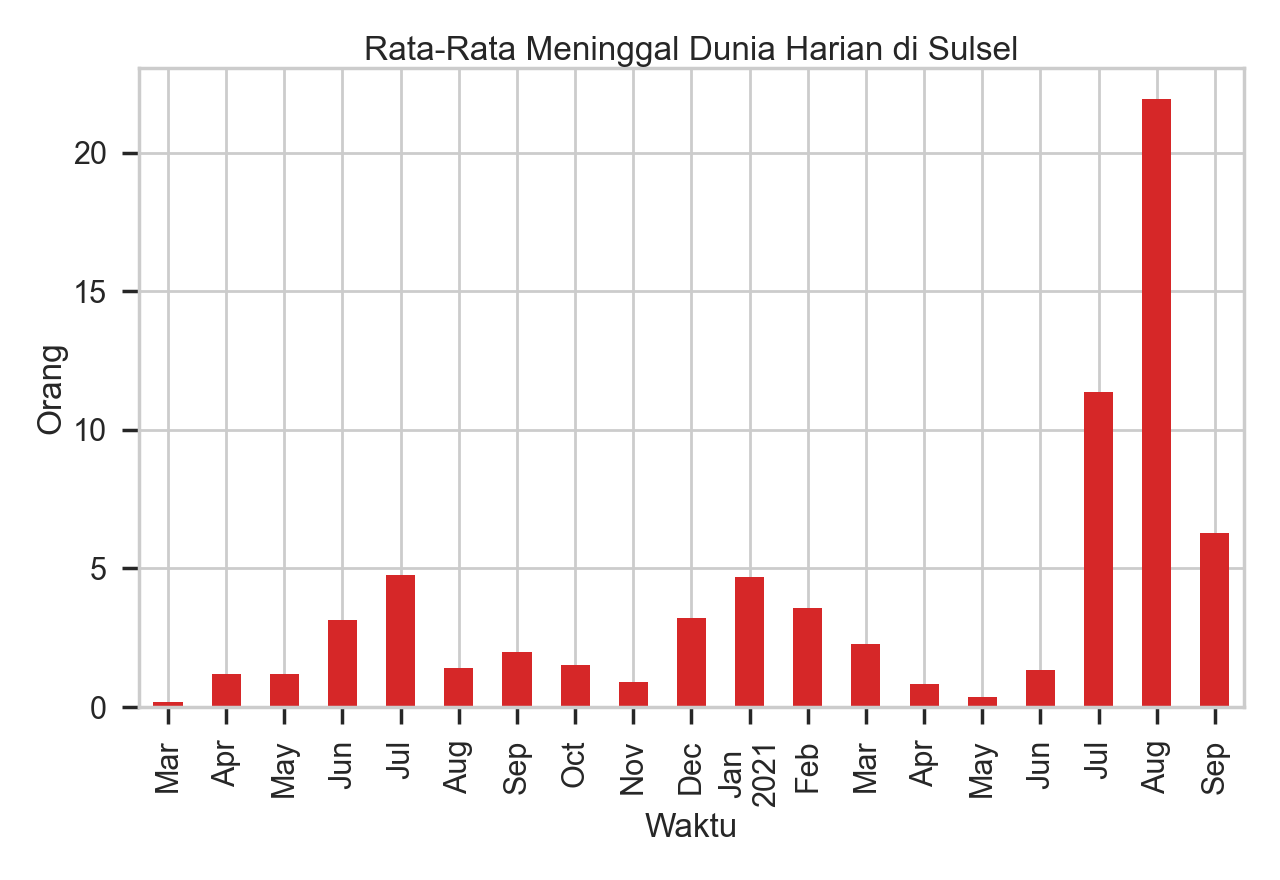 Rata-Rata Meninggal Dunia Harian di Sulsel
Orang
20
15
10
5
0
Mar
Apr
May
Jun
Jul
Aug
Sep
Oct
Nov
Dec
Jan
2021
Feb
Mar
Apr
May
Jun
Jul
Aug
Sep
Waktu